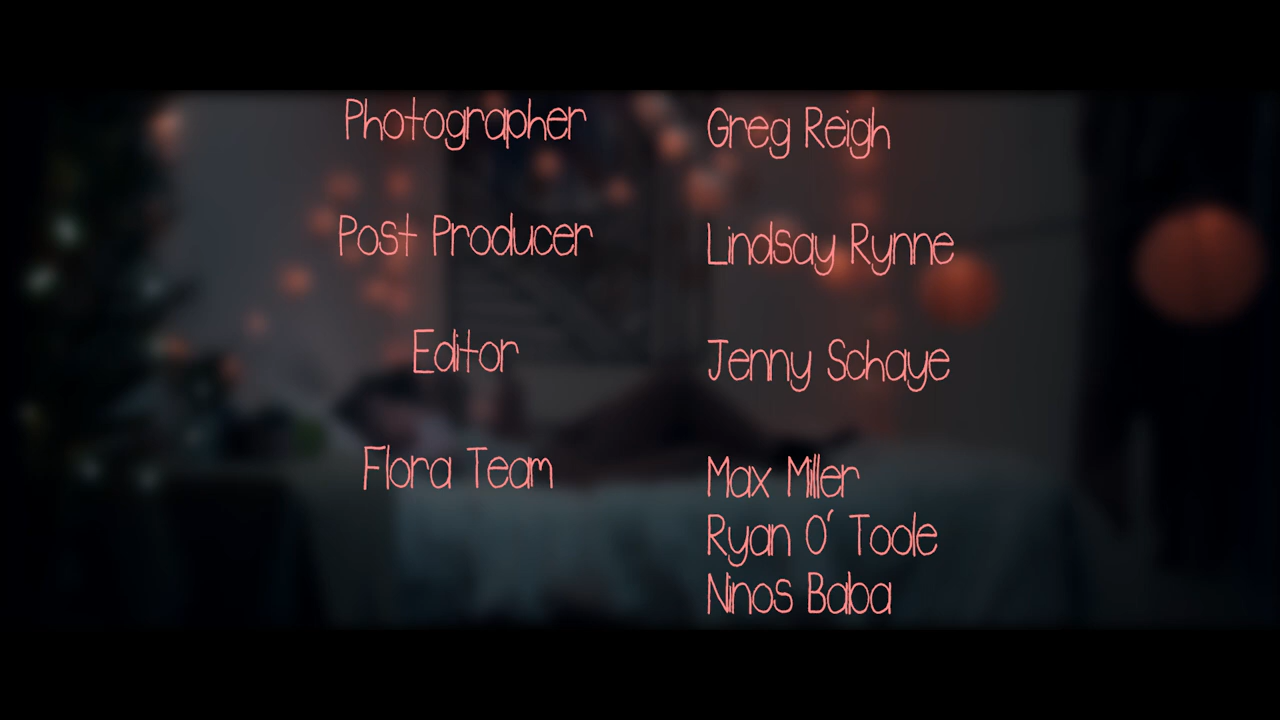 Photographer Greg Reigh
Post Producer Lindsay Rynne
Editor Jenny Schaye
Flora Team Max Miller
Ryan O' Toole
Ninos Baba